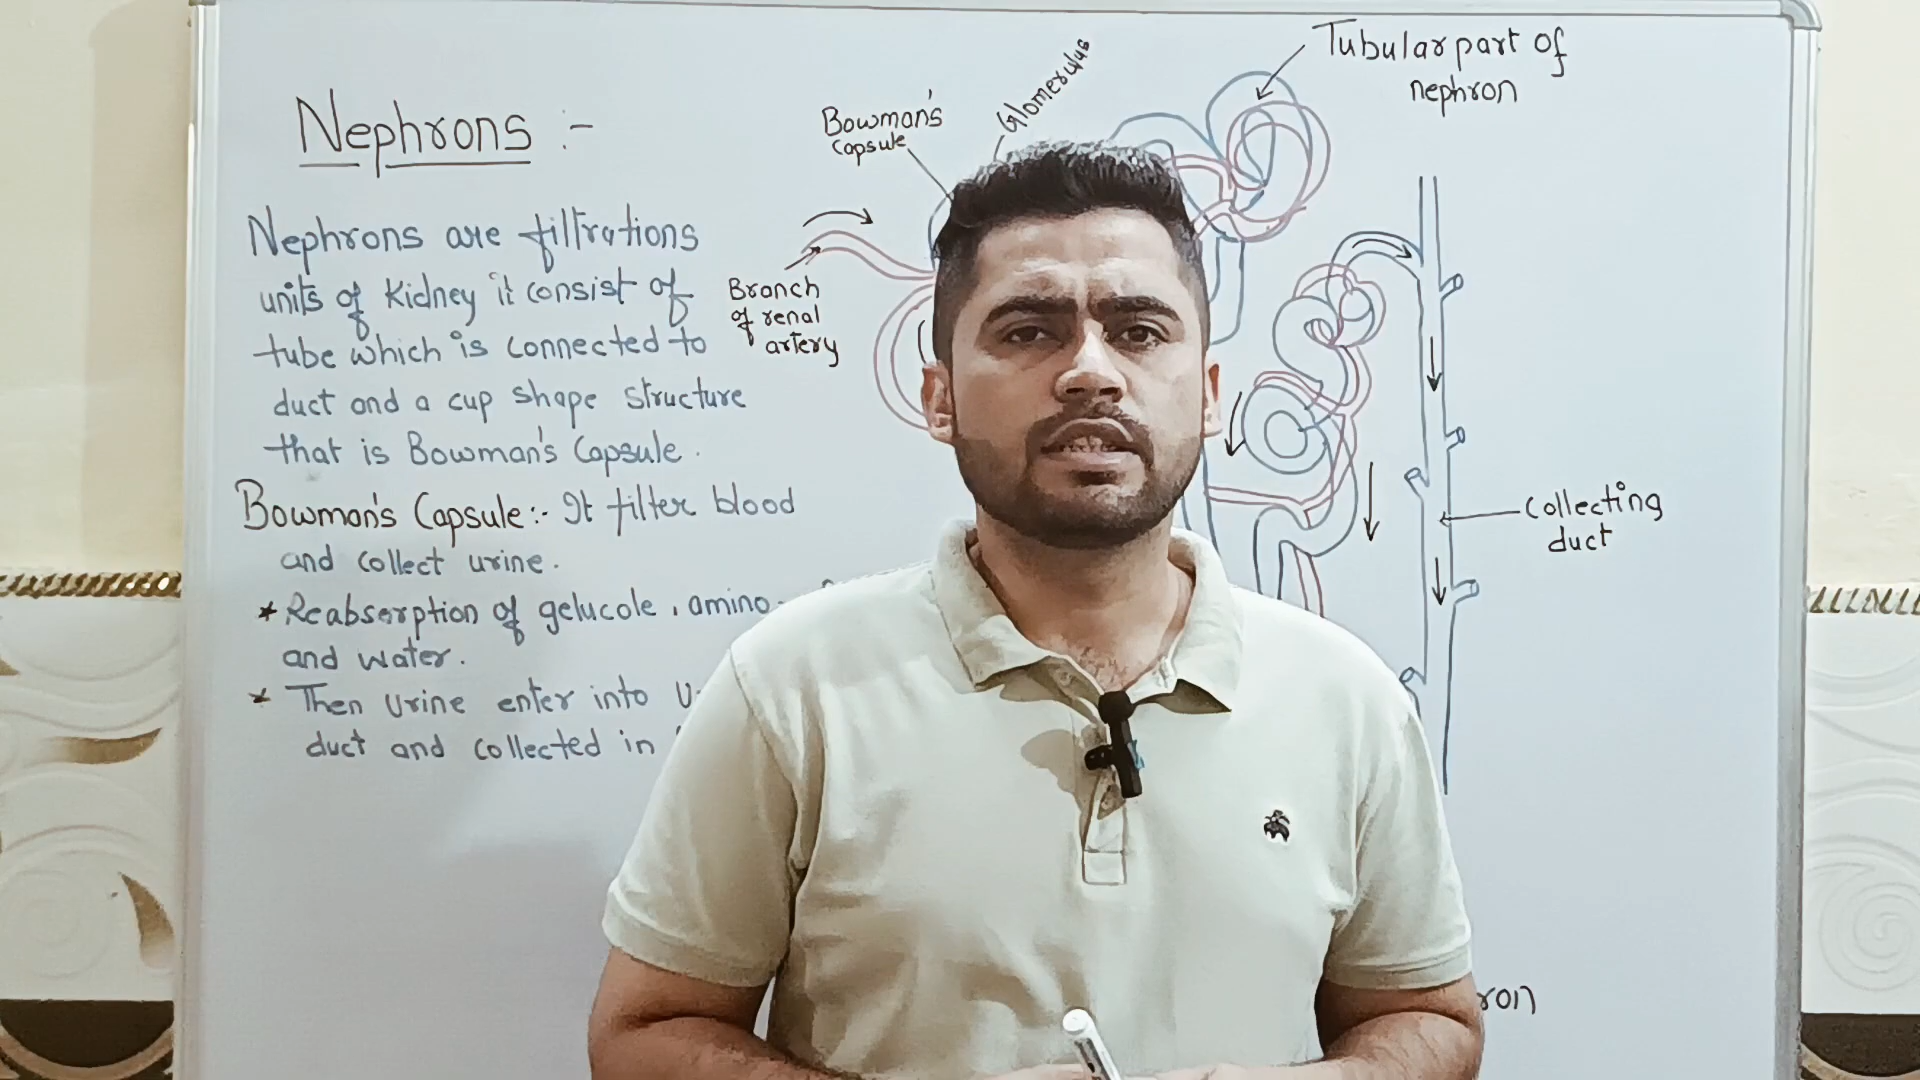 Nephrons :-
Nephrons are filtrations
units of kidney it consist of
tube which is connected to
duct and a cup shape structure
that is Bowman's Capsule.
Bowman's Capsule:- It filter blood
and collect urine.
* Reabserption of gelucole, amino-
and water.
* Then Urine enter into
duct and collected in
Bowman's
capsule
Glomerulus
Tubular part of
nephron
Branch
of renal
artery
Collecting
duct
ron